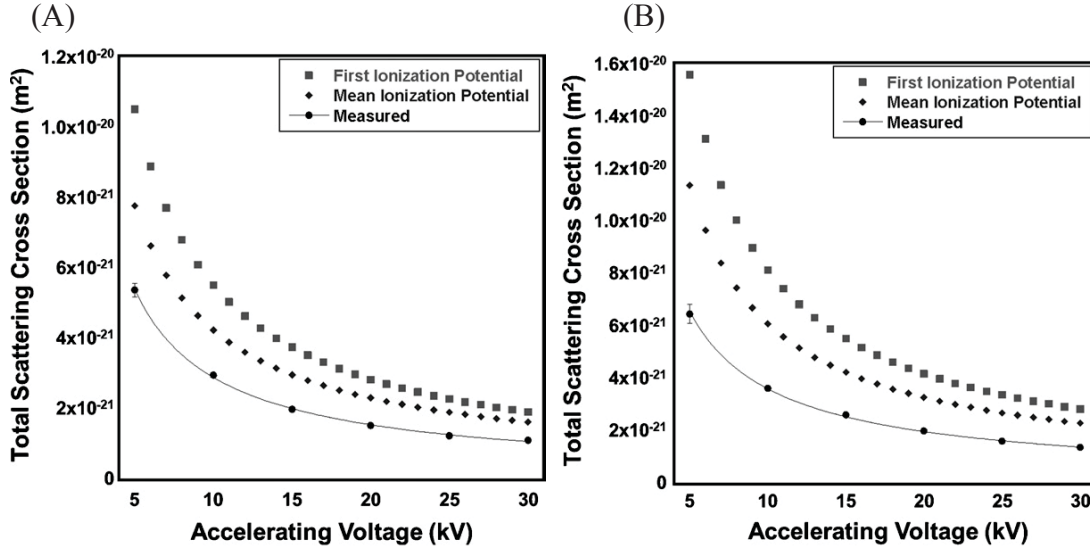 (A)
Total Scattering Cross Section (m²)
1.2x10⁻²⁰
1.0x10⁻²⁰
8x10⁻²¹
6x10⁻²¹
4x10⁻²¹
2x10⁻²¹
0
First Ionization Potential
Mean Ionization Potential
Measured
5 10 15 20 25 30
Accelerating Voltage (kV)
(B)
Total Scattering Cross Section (m²)
1.6x10⁻²⁰
1.4x10⁻²⁰
1.2x10⁻²⁰
1.0x10⁻²⁰
8x10⁻²¹
6x10⁻²¹
4x10⁻²¹
2x10⁻²¹
0
First Ionization Potential
Mean Ionization Potential
Measured
5 10 15 20 25 30
Accelerating Voltage (kV)